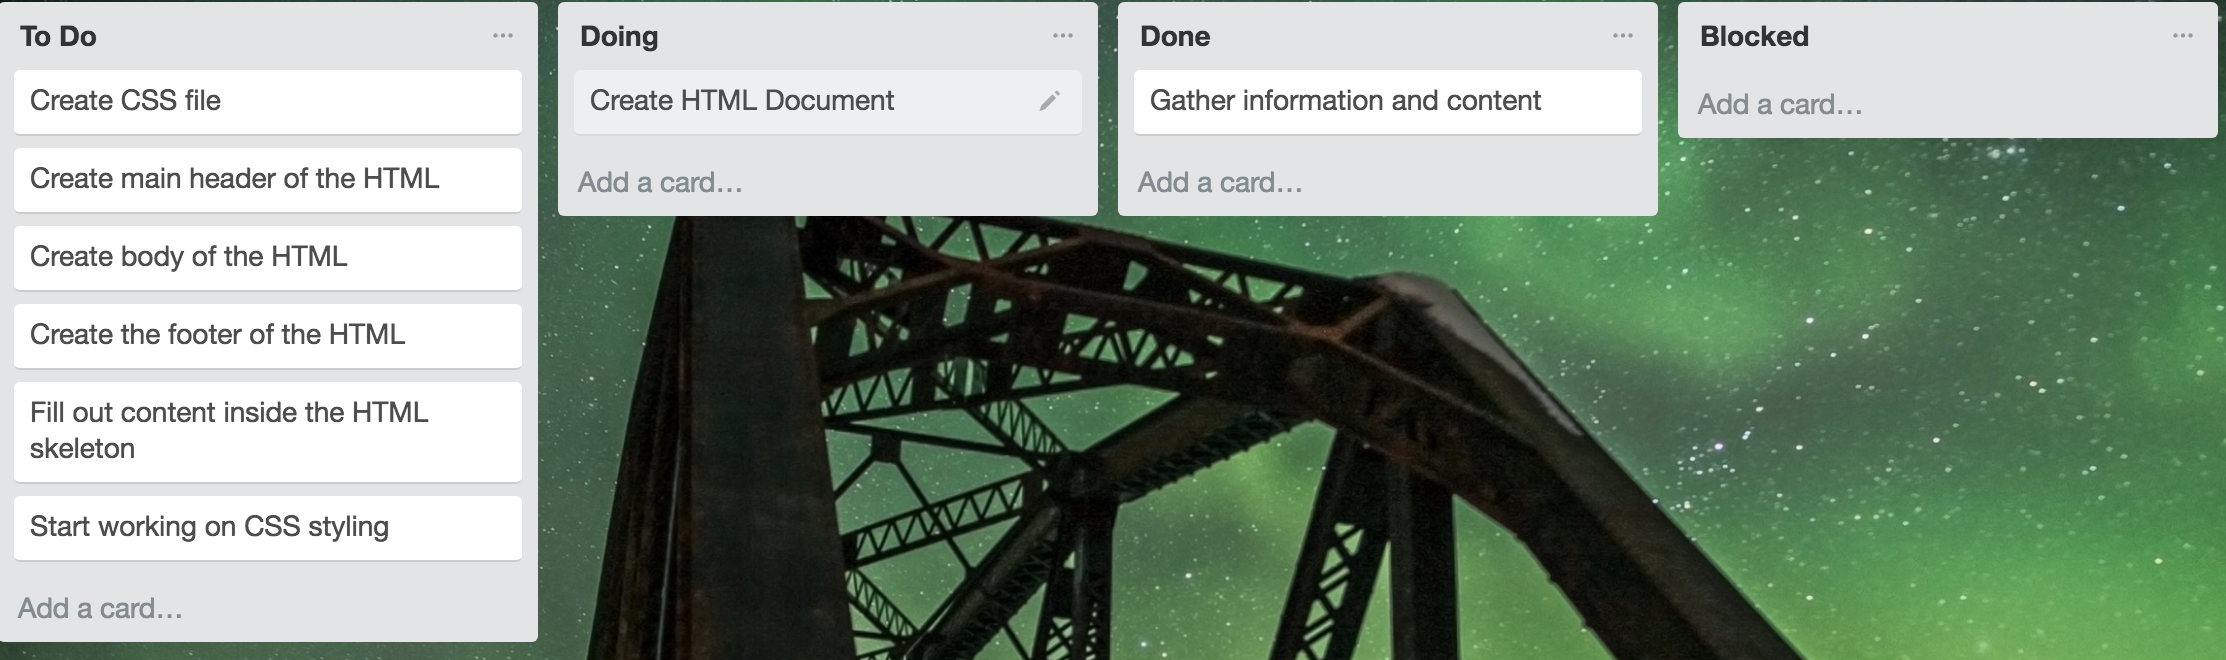 To Do
Create CSS file
Create main header of the HTML
Create body of the HTML
Create the footer of the HTML
Fill out content inside the HTML
skeleton
Start working on CSS styling
Add a card…
Doing
Create HTML Document
Add a card…
Done
Gather information and content
Add a card…
Blocked
Add a card…